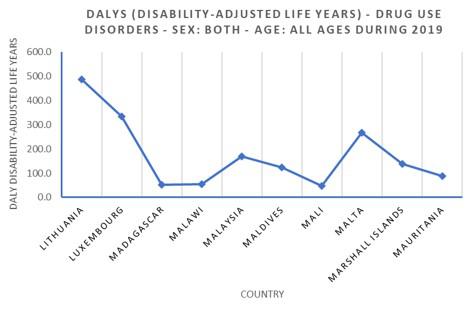 DALYS (DISABILITY-ADJUSTED LIFE YEARS) - DRUG USE
DISORDERS - SEX: BOTH - AGE: ALL AGES DURING 2019
DALY DISABILITY-ADJUSTED LIFE YEARS
600.0
500.0
400.0
300.0
200.0
100.0
0.0
LITHUANIA
LUXEMBOURG
MADAGASCAR
MALAWI
MALAYSIA
MALDIVES
MALI
MALTA
MARSHALL ISLANDS
MAURITANIA
COUNTRY